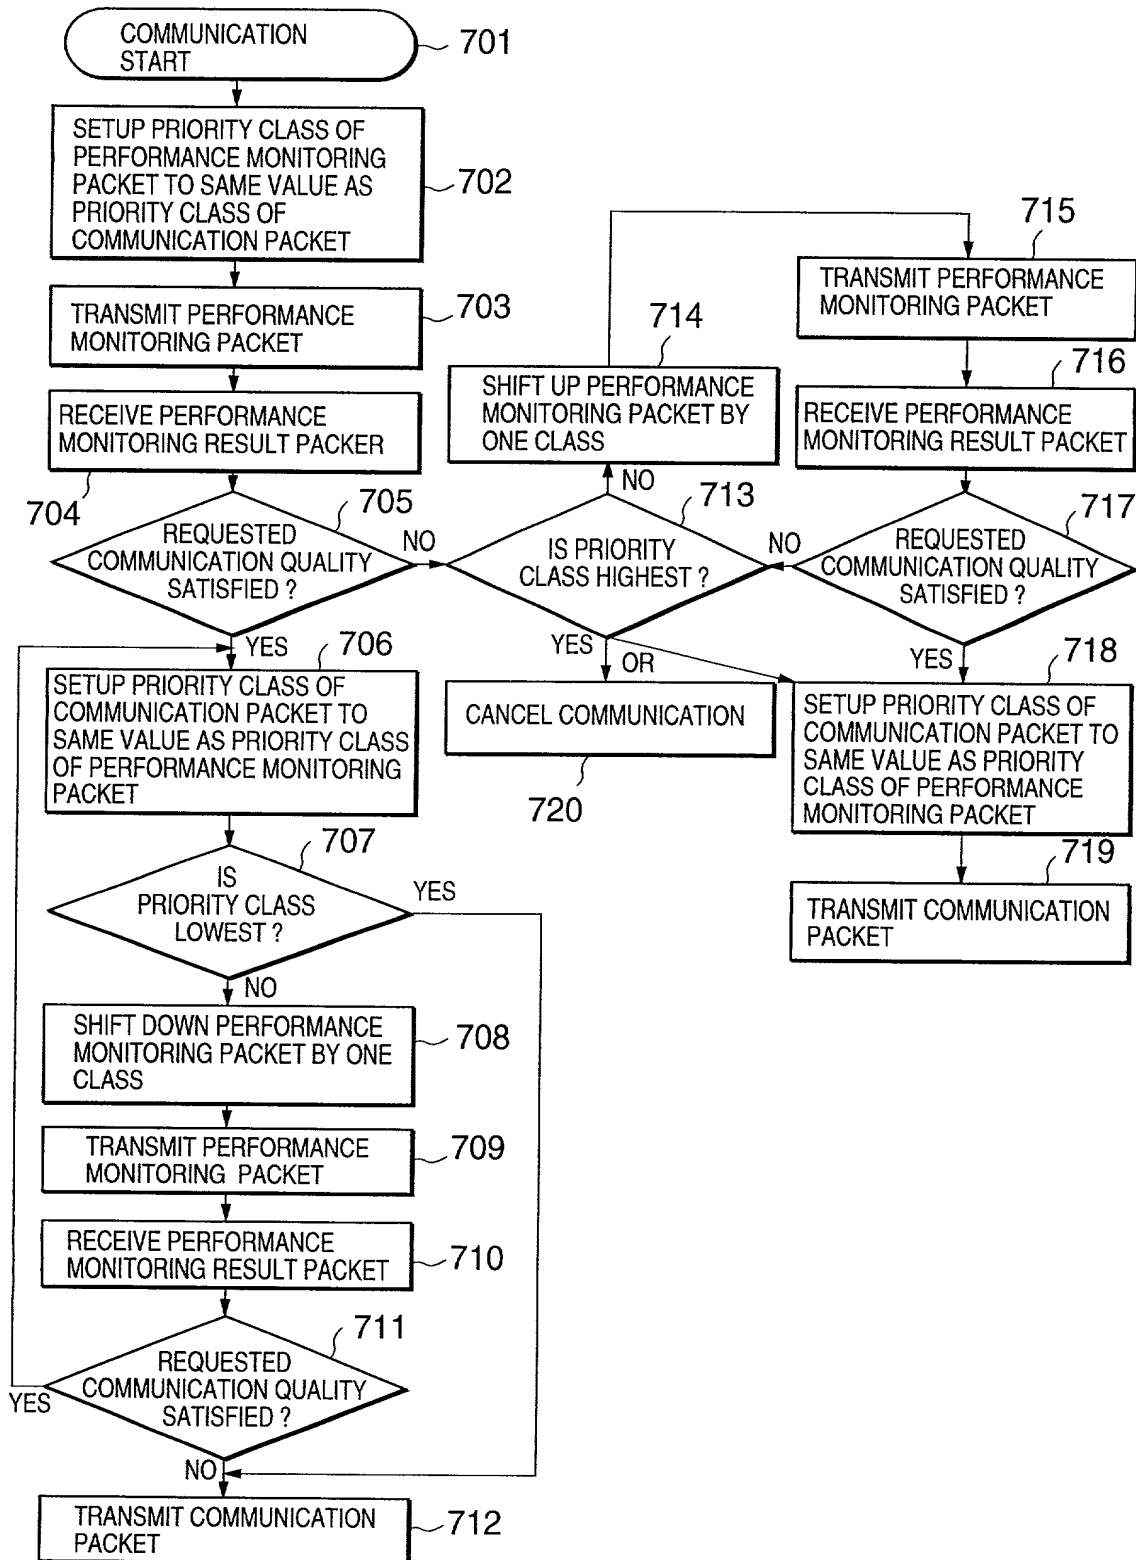 COMMUNICATION
START
701
SETUP PRIORITY CLASS OF
PERFORMANCE MONITORING
PACKET TO SAME VALUE AS
PRIORITY CLASS OF
COMMUNICATION PACKET
702
TRANSMIT PERFORMANCE
MONITORING PACKET
703
RECEIVE PERFORMANCE
MONITORING RESULT PACKER
704
705
REQUESTED
COMMUNICATION QUALITY
SATISFIED ?
NO
YES
706
SETUP PRIORITY CLASS OF
COMMUNICATION PACKET TO
SAME VALUE AS PRIORITY CLASS
OF PERFORMANCE MONITORING
PACKET
707
IS
PRIORITY CLASS
LOWEST ?
YES
NO
SHIFT DOWN PERFORMANCE
MONITORING PACKET BY ONE
CLASS
708
TRANSMIT PERFORMANCE
MONITORING PACKET
709
RECEIVE PERFORMANCE
MONITORING RESULT PACKET
710
711
REQUESTED
COMMUNICATION QUALITY
SATISFIED ?
YES
NO
TRANSMIT COMMUNICATION
PACKET
712
714
SHIFT UP PERFORMANCE
MONITORING PACKET BY
ONE CLASS
NO
713
IS PRIORITY
CLASS HIGHEST ?
YES
OR
CANCEL COMMUNICATION
720
715
TRANSMIT PERFORMANCE
MONITORING PACKET
716
RECEIVE PERFORMANCE
MONITORING RESULT PACKET
717
NO
REQUESTED
COMMUNICATION QUALITY
SATISFIED ?
YES
718
SETUP PRIORITY CLASS OF
COMMUNICATION PACKET TO
SAME VALUE AS PRIORITY
CLASS OF PERFORMANCE
MONITORING PACKET
719
TRANSMIT COMMUNICATION
PACKET